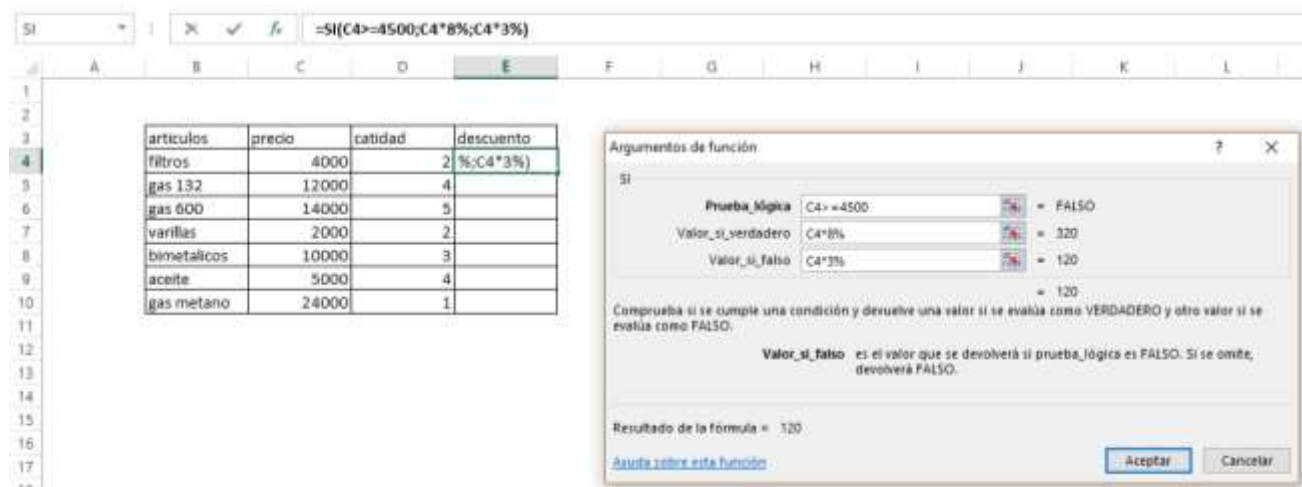 SI =SI(C4>=4500;C4*8%;C4*3%)
A B C D E F G H I J K L
1
2
3 articulos precio catidad descuento
4 filtros 4000 2 %;C4*3%)
5 gas 132 12000 4
6 gas 600 14000 5
7 varillas 2000 2
8 bimetalicos 10000 3
9 aceite 5000 4
10 gas metano 24000 1
11
12
13
14
15
16
17
Argumentos de función ? ×
SI
Prueba_lógica C4>=4500 = FALSO
Valor_si_verdadero C4*8% = 320
Valor_si_falso C4*3% = 120
= 120
Comprueba si se cumple una condición y devuelve una valor si se evalúa como VERDADERO y otro valor si se
evalúa como FALSO.
Valor_si_falso es el valor que se devolverá si prueba_lógica es FALSO. Si se omite,
devolverá FALSO.
Resultado de la fórmula = 120
Ayuda sobre esta función
Aceptar Cancelar